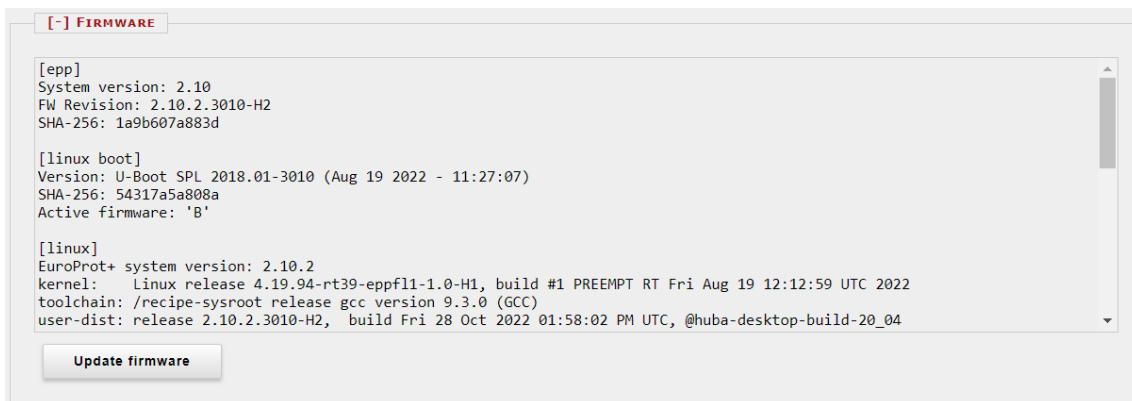 [-] FIRMWARE
[epp]
System version: 2.10
FW Revision: 2.10.2.3010-H2
SHA-256: 1a9b607a883d
[linux boot]
Version: U-Boot SPL 2018.01-3010 (Aug 19 2022 - 11:27:07)
SHA-256: 54317a5a808a
Active firmware: 'B'
[linux]
EuroProt+ system version: 2.10.2
kernel:    Linux release 4.19.94-rt39-eppfl1-1.0-H1, build #1 PREEMPT RT Fri Aug 19 12:12:59 UTC 2022
toolchain: /recipe-sysroot release gcc version 9.3.0 (GCC)
user-dist: release 2.10.2.3010-H2,  build Fri 28 Oct 2022 01:58:02 PM UTC, @huba-desktop-build-20_04
Update firmware